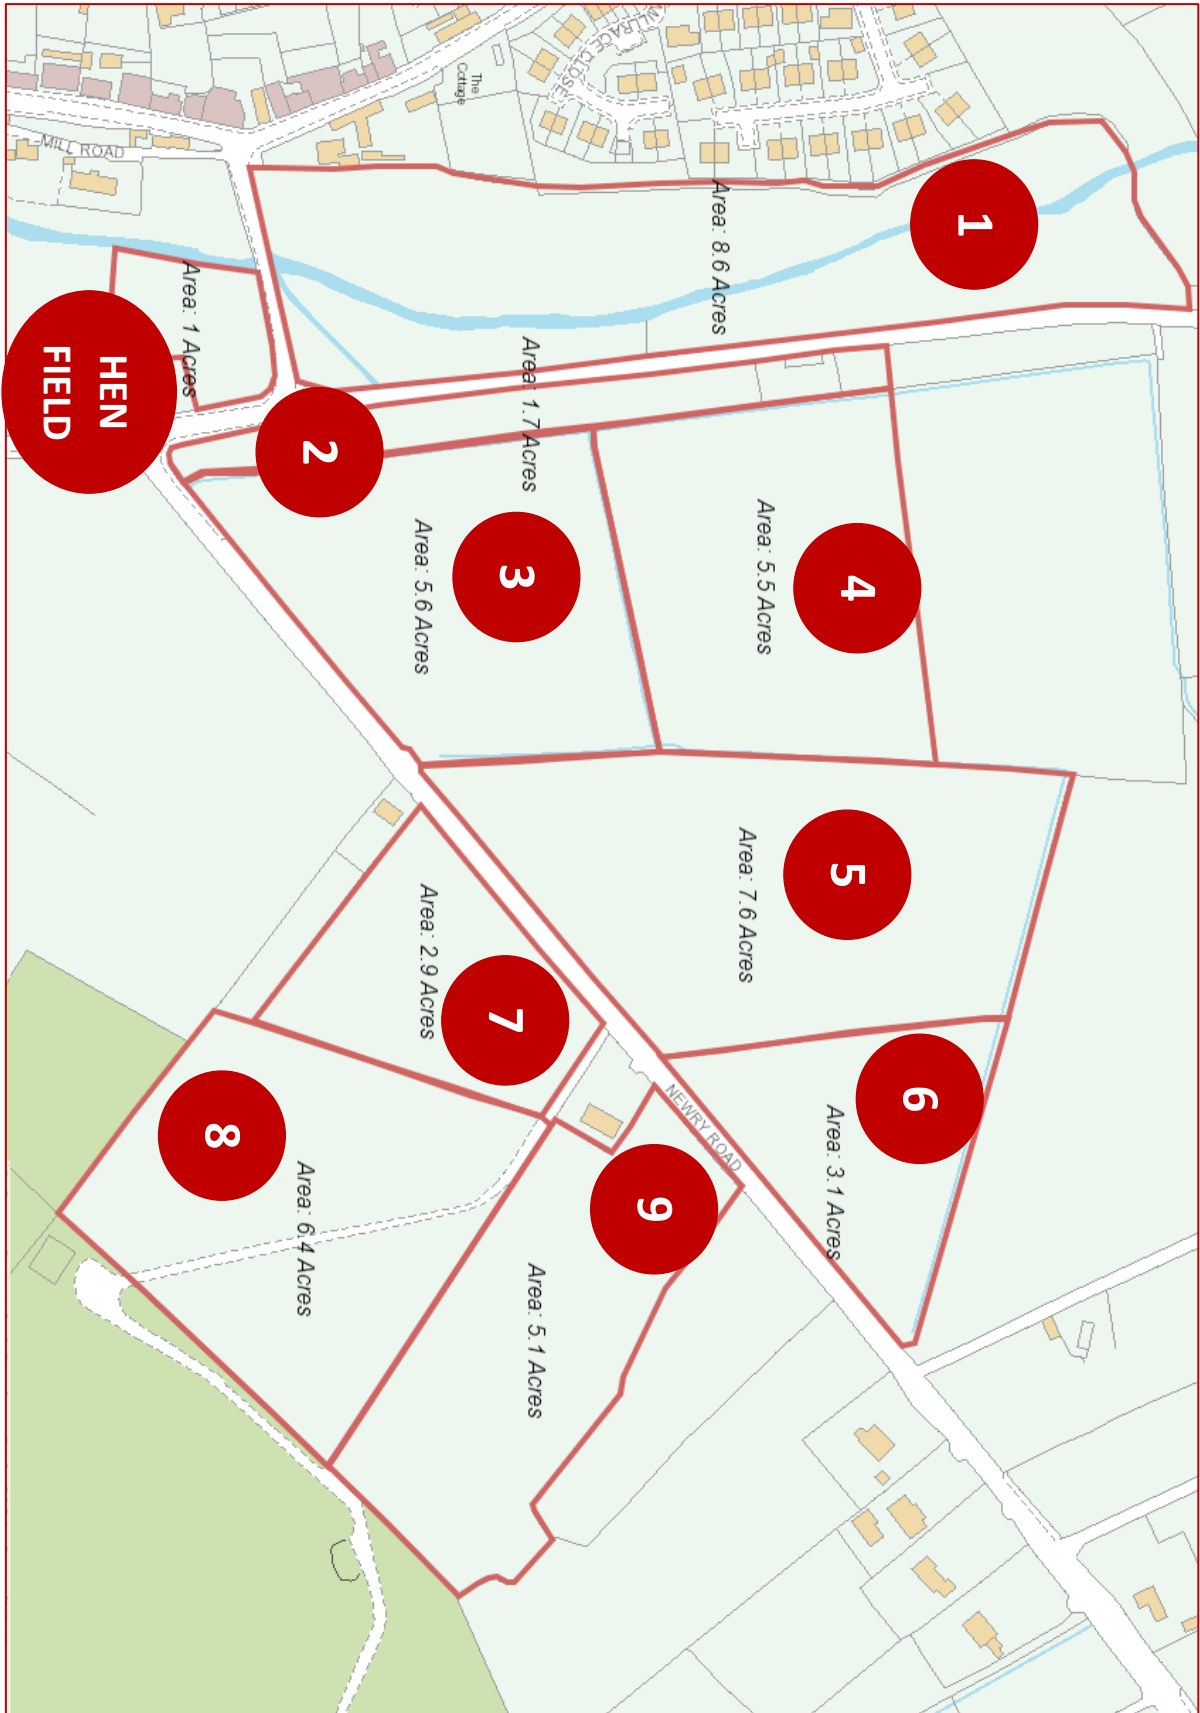 MILLRACE CLOSE
The
Cottage
MILL ROAD
1
Area: 8.6 Acres
Area: 1 Acres
HEN
FIELD
2
Area: 1.7 Acres
3
Area: 5.6 Acres
4
Area: 5.5 Acres
5
Area: 7.6 Acres
6
Area: 3.1 Acres
7
Area: 2.9 Acres
NEWRY ROAD
8
Area: 6.4 Acres
9
Area: 5.1 Acres